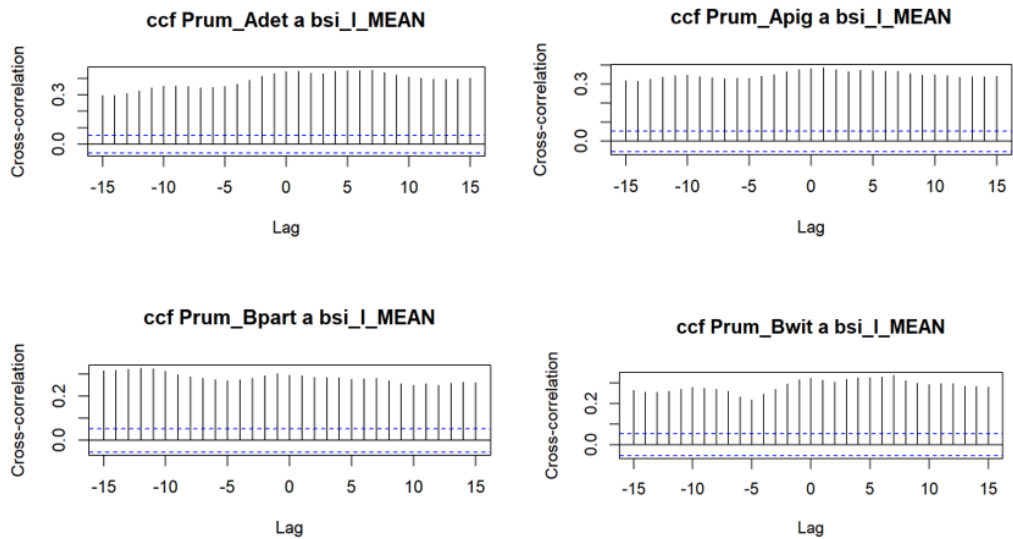 ccf Prum_Adet a bsi_I_MEAN
Cross-correlation
0.3
0.0
-15 -10 -5 0 5 10 15
Lag
ccf Prum_Apig a bsi_I_MEAN
Cross-correlation
0.3
0.0
-15 -10 -5 0 5 10 15
Lag
ccf Prum_Bpart a bsi_I_MEAN
Cross-correlation
0.2
0.0
-15 -10 -5 0 5 10 15
Lag
ccf Prum_Bwit a bsi_I_MEAN
Cross-correlation
0.2
0.0
-15 -10 -5 0 5 10 15
Lag